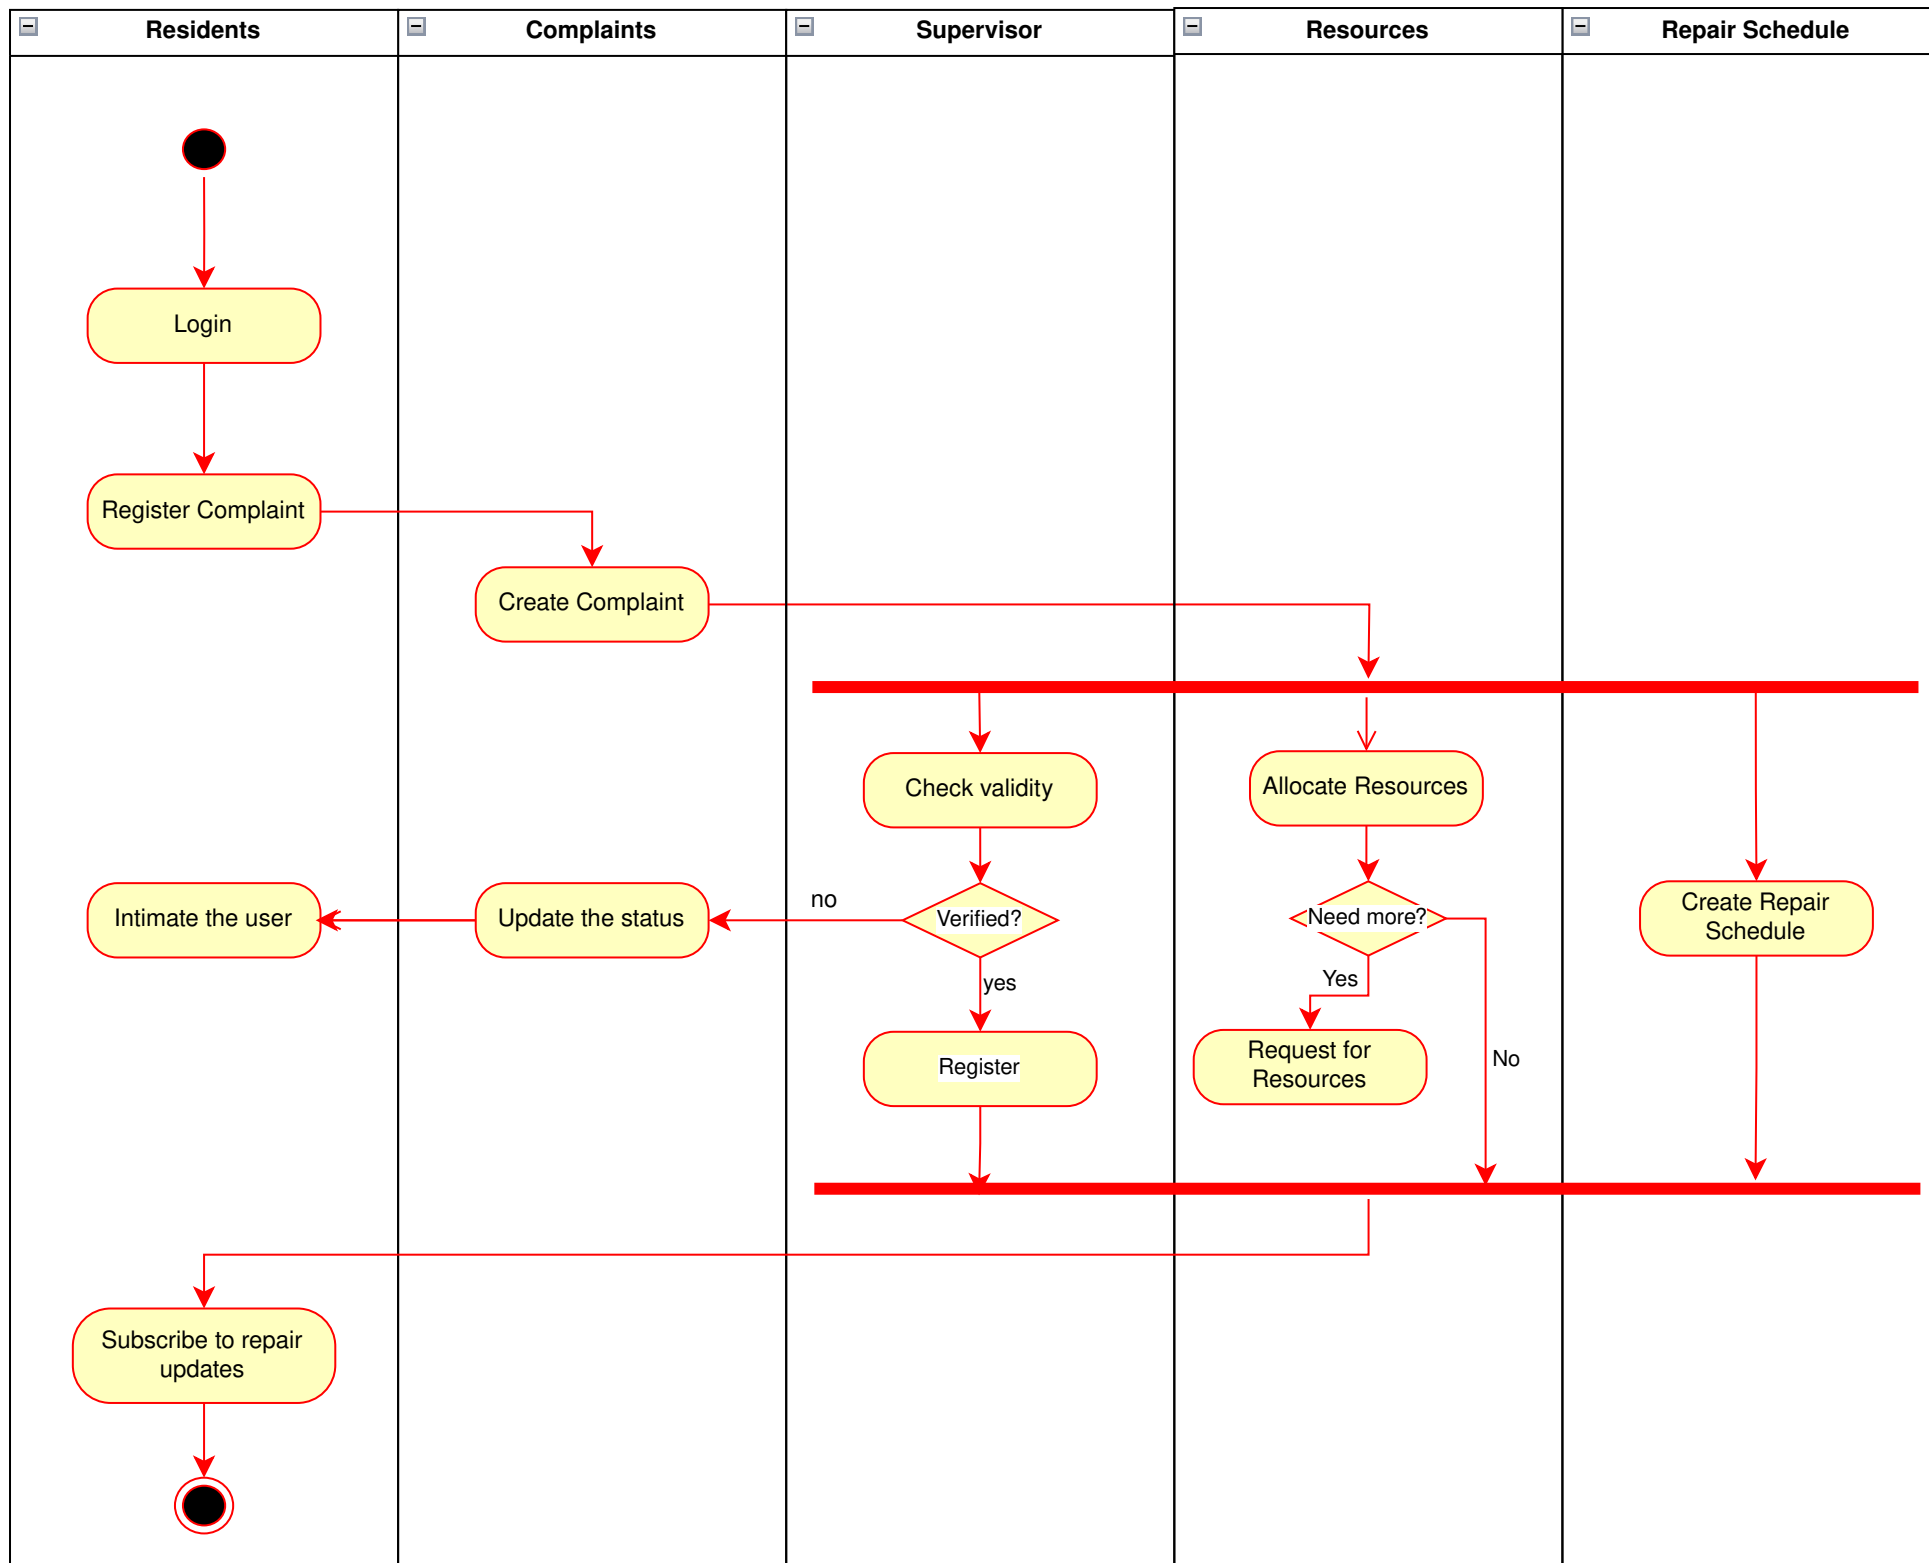 Residents
Complaints
Supervisor
Resources
Repair Schedule
Login
Register Complaint
Create Complaint
Check validity
Allocate Resources
Intimate the user
Update the status
no
Verified?
Need more?
Create Repair
Schedule
yes
Yes
Register
Request for
Resources
No
Subscribe to repair
updates